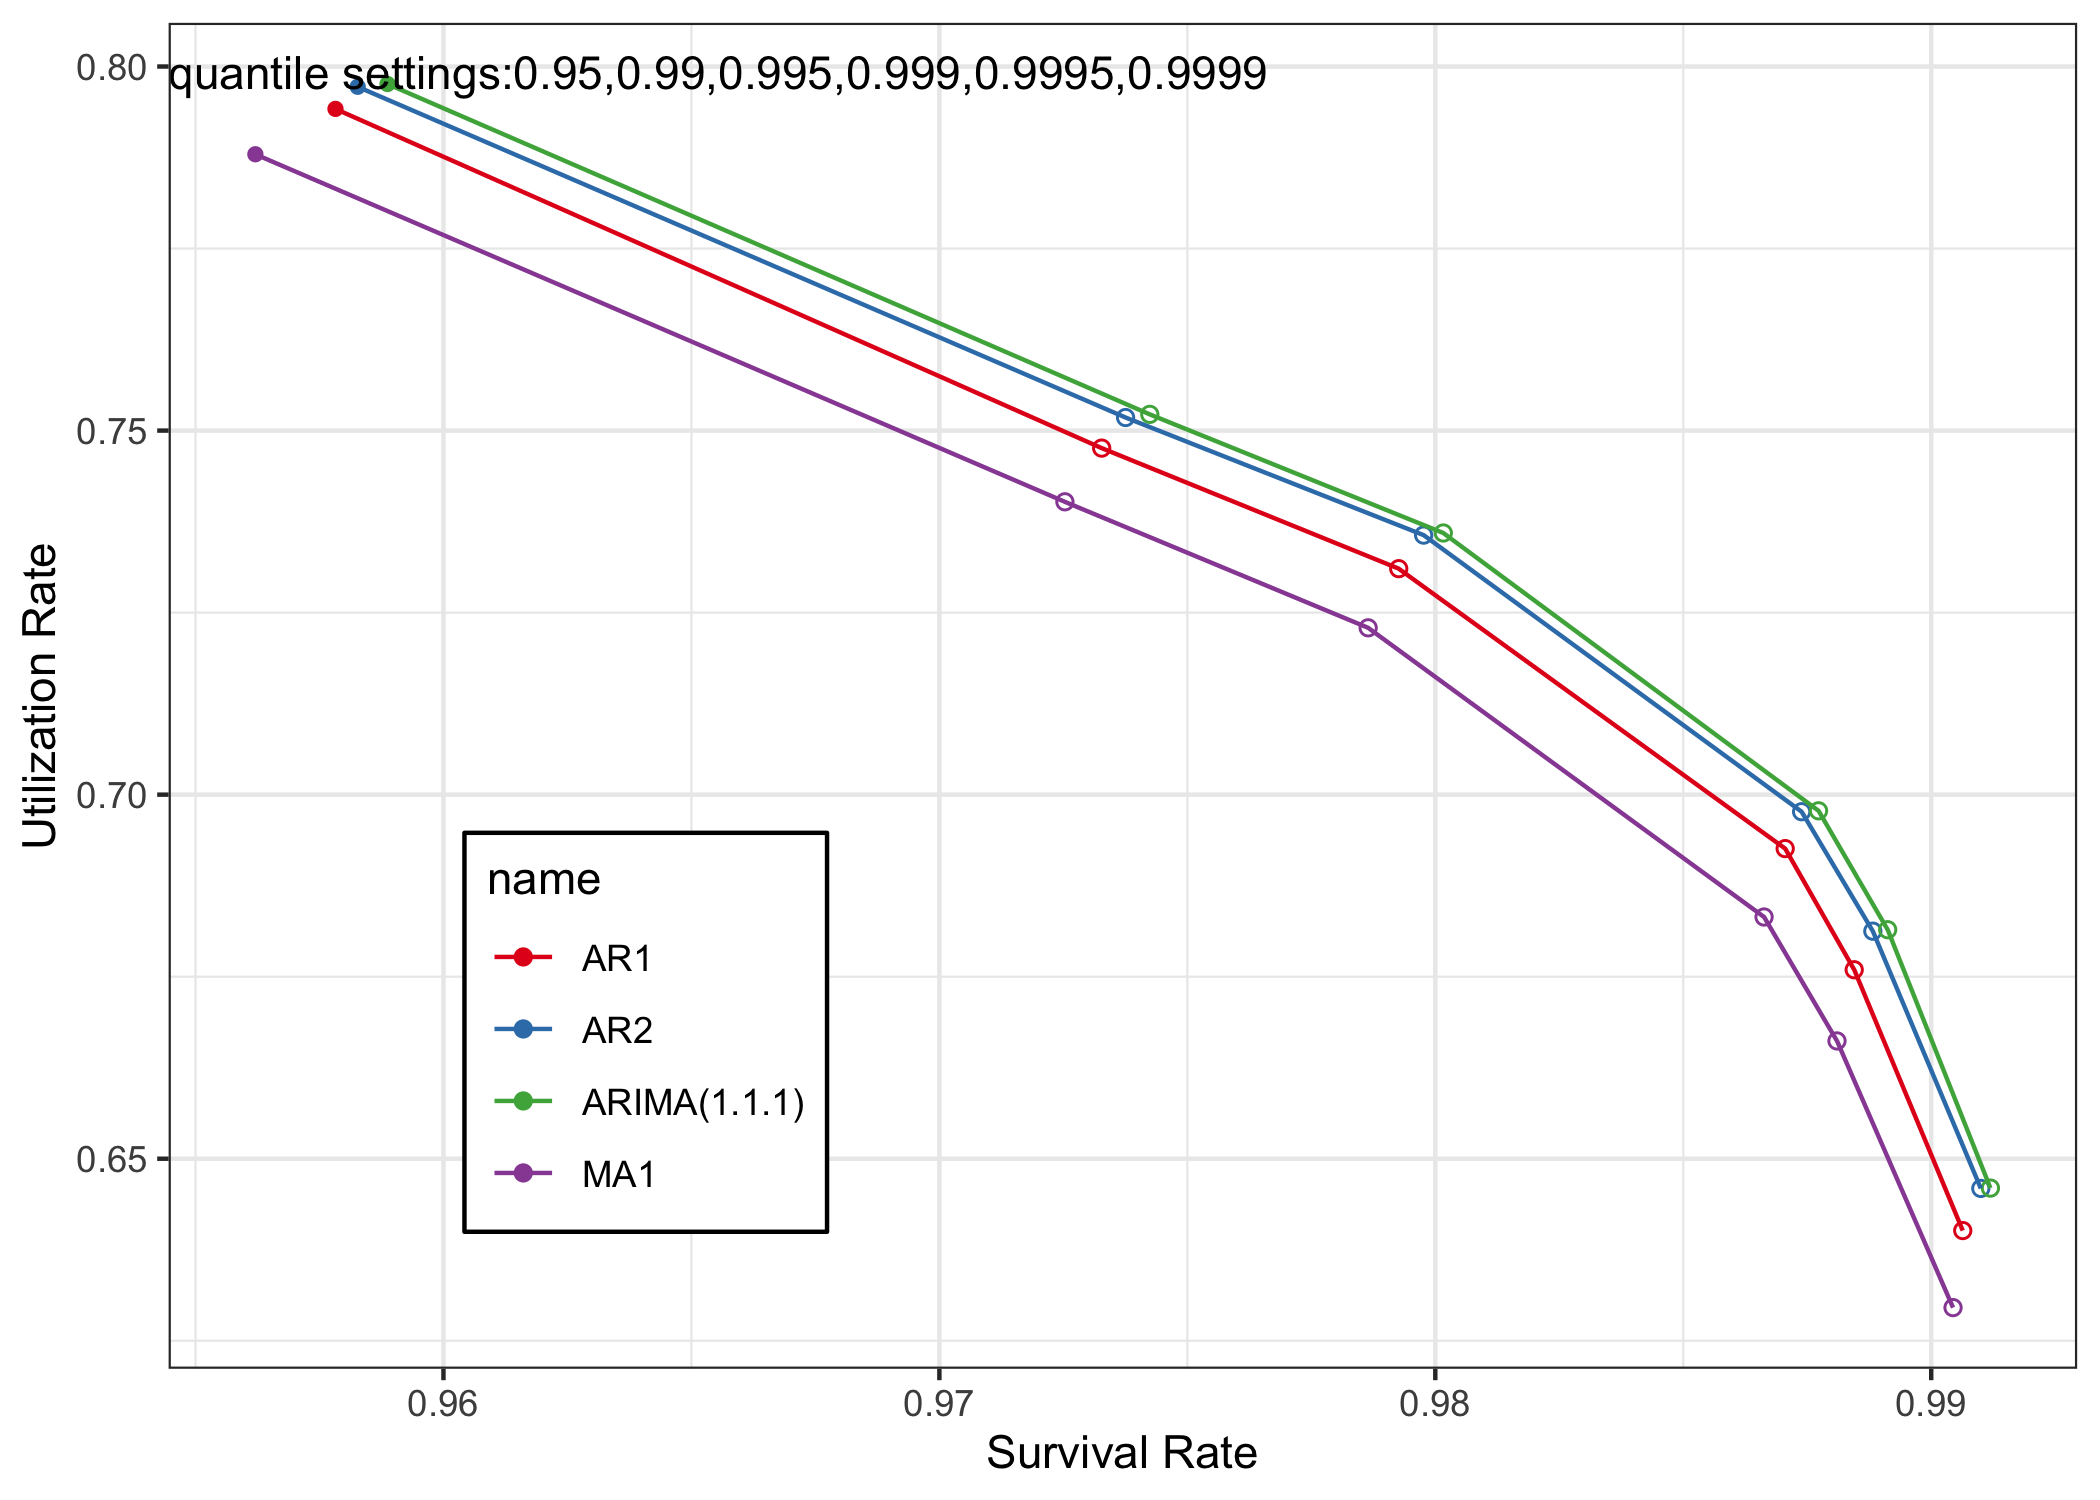 quantile settings:0.95,0.99,0.995,0.999,0.9995,0.9999
0.80
0.75
0.70
0.65
Utilization Rate
name
AR1
AR2
ARIMA(1.1.1)
MA1
0.96 0.97 0.98 0.99
Survival Rate